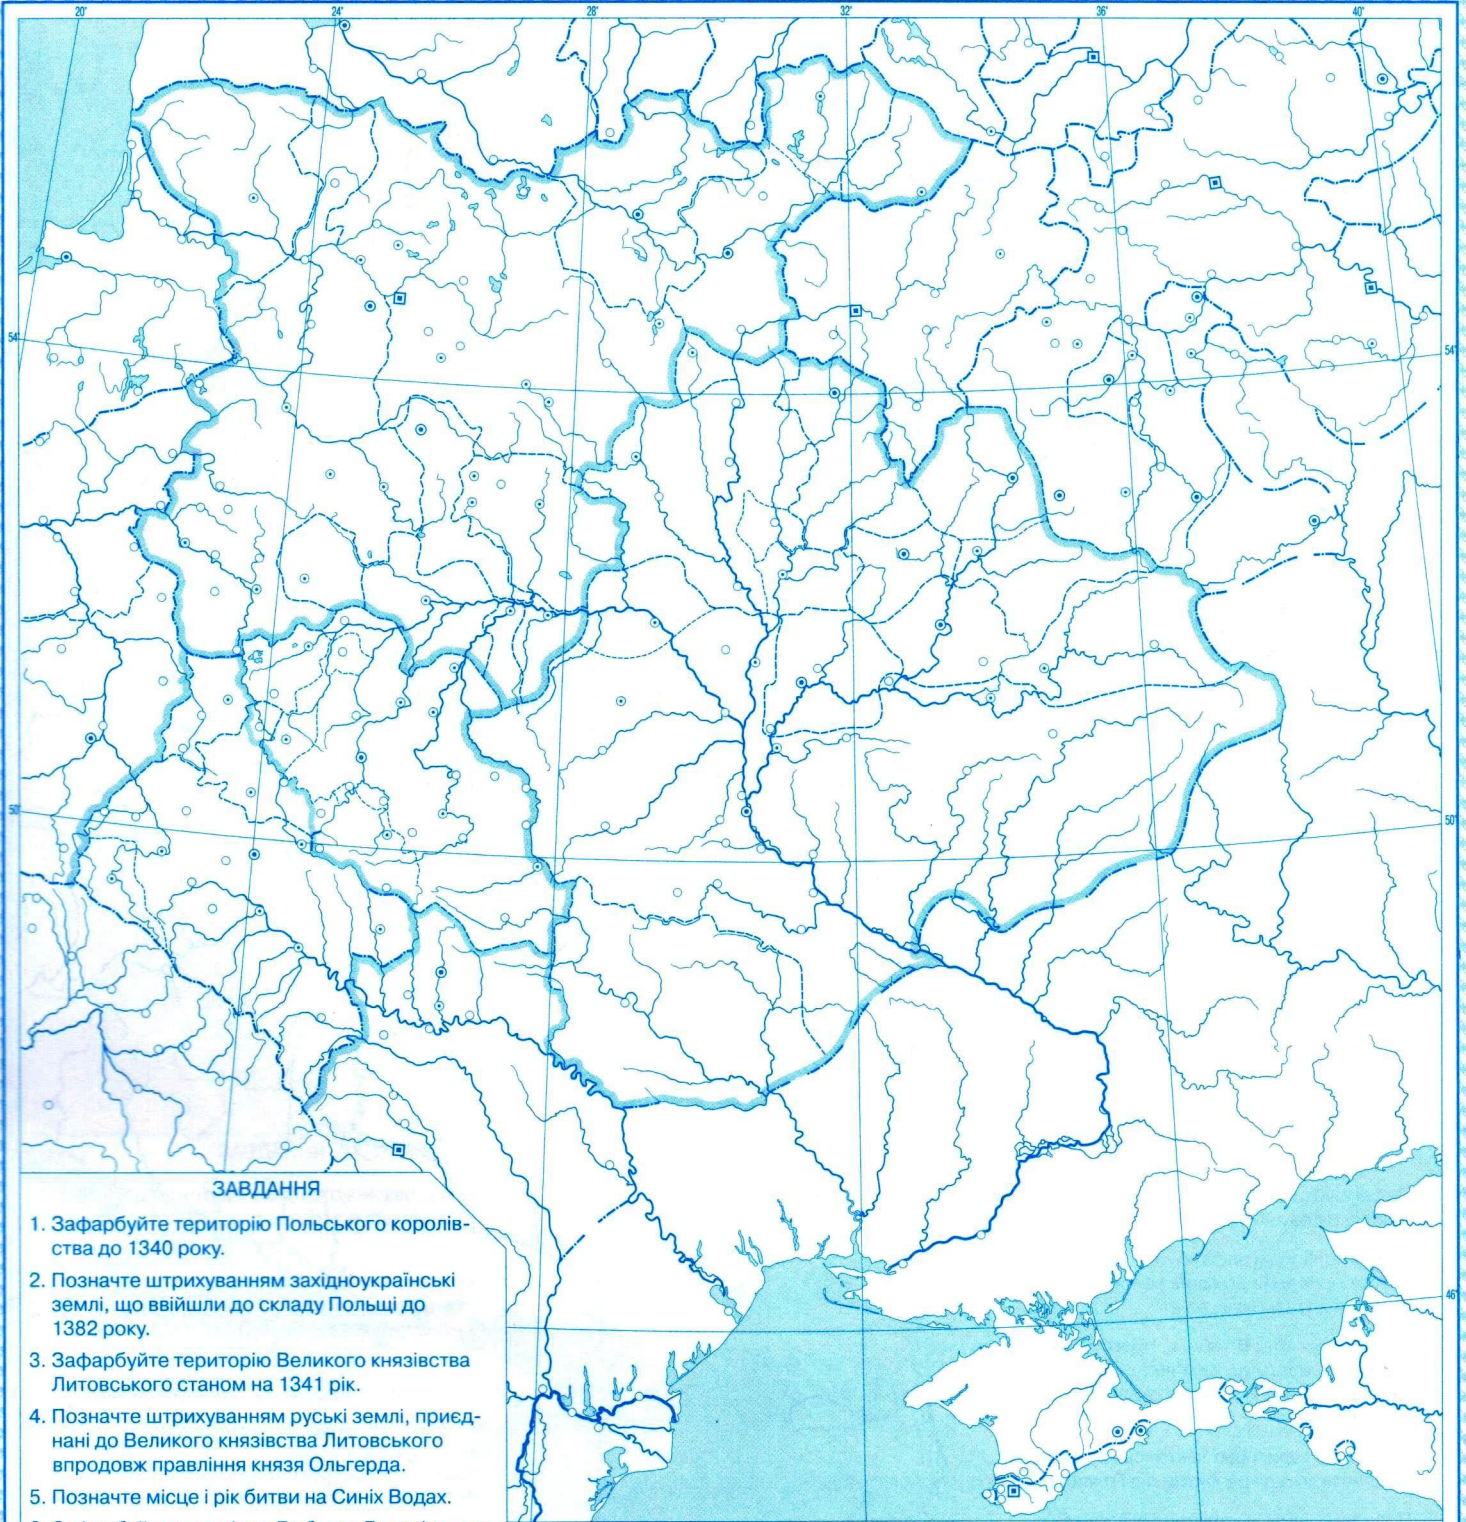 20°
24°
28°
32°
36°
40°
54°
54°
50°
50°
46°
ЗАВДАННЯ
1. Зафарбуйте територію Польського королів-
ства до 1340 року.
2. Позначте штрихуванням західноукраїнські
землі, що ввійшли до складу Польщі до
1382 року.
3. Зафарбуйте територію Великого князівства
Литовського станом на 1341 рік.
4. Позначте штрихуванням руські землі, приєд-
нані до Великого князівства Литовського
впродовж правління князя Ольгерда.
5. Позначте місце і рік битви на Синіх Водах.